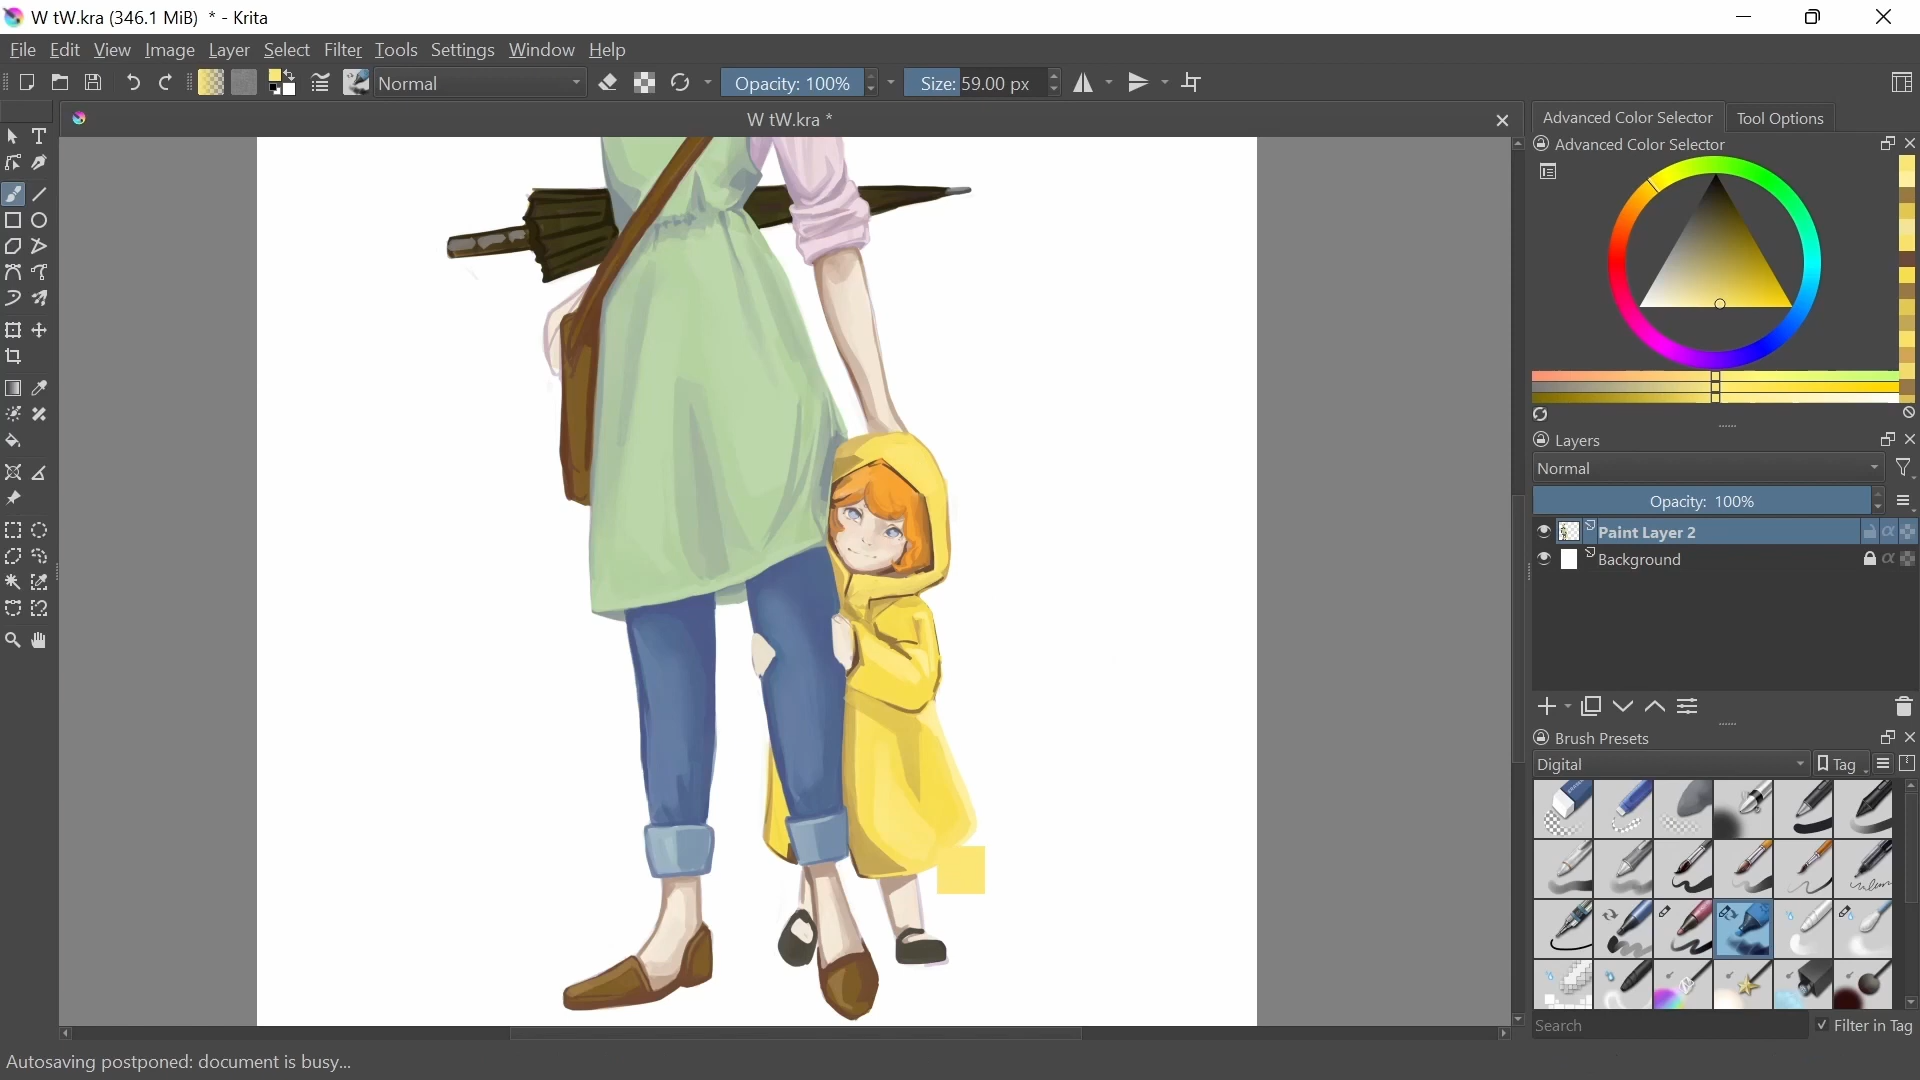 W tW.kra (346.1 MiB) * - Krita
File Edit View Image Layer Select Filter Tools Settings Window Help
Normal
Opacity: 100%
Size: 59.00 px
W tW.kra *
Advanced Color Selector
Tool Options
Advanced Color Selector
Layers
Normal
Opacity: 100%
Paint Layer 2
Background
Brush Presets
Digital
Tag
Search
Filter in Tag
Autosaving postponed: document is busy...